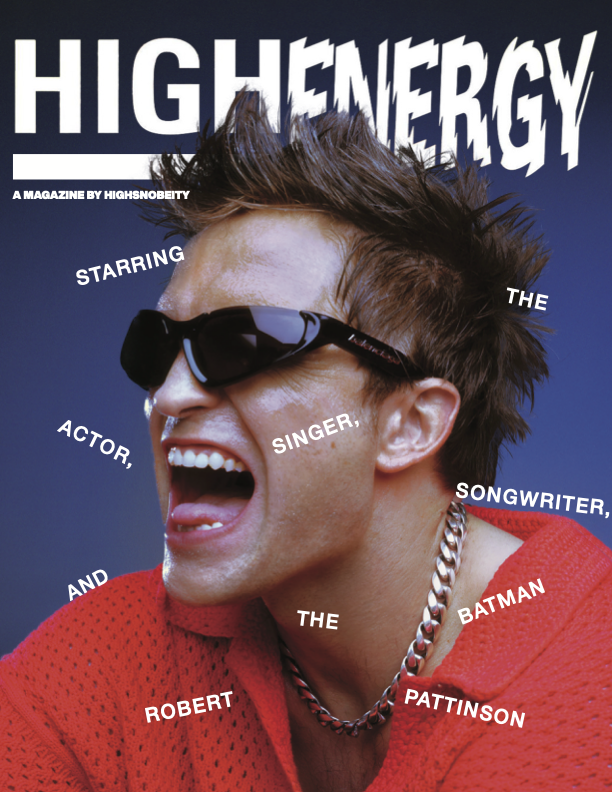 HIGHENERGY
A MAGAZINE BY HIGHSNOBEITY
STARRING THE
ACTOR, SINGER, SONGWRITER,
AND THE BATMAN
ROBERT PATTINSON